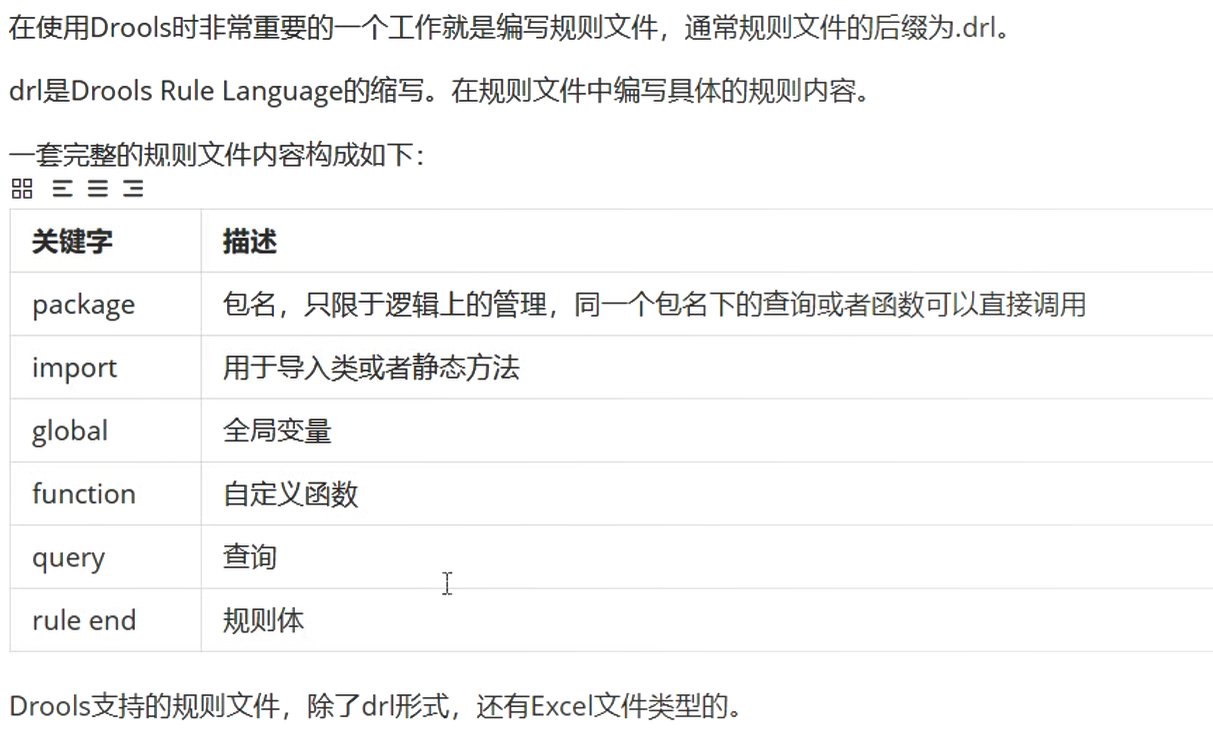 在使用Drools时非常重要的一个工作就是编写规则文件，通常规则文件的后缀为.drl。
drl是Drools Rule Language的缩写。在规则文件中编写具体的规则内容。
一套完整的规则文件内容构成如下：
关键字 描述
package 包名，只限于逻辑上的管理，同一个包名下的查询或者函数可以直接调用
import 用于导入类或者静态方法
global 全局变量
function 自定义函数
query 查询
rule end 规则体
Drools支持的规则文件，除了drl形式，还有Excel文件类型的。